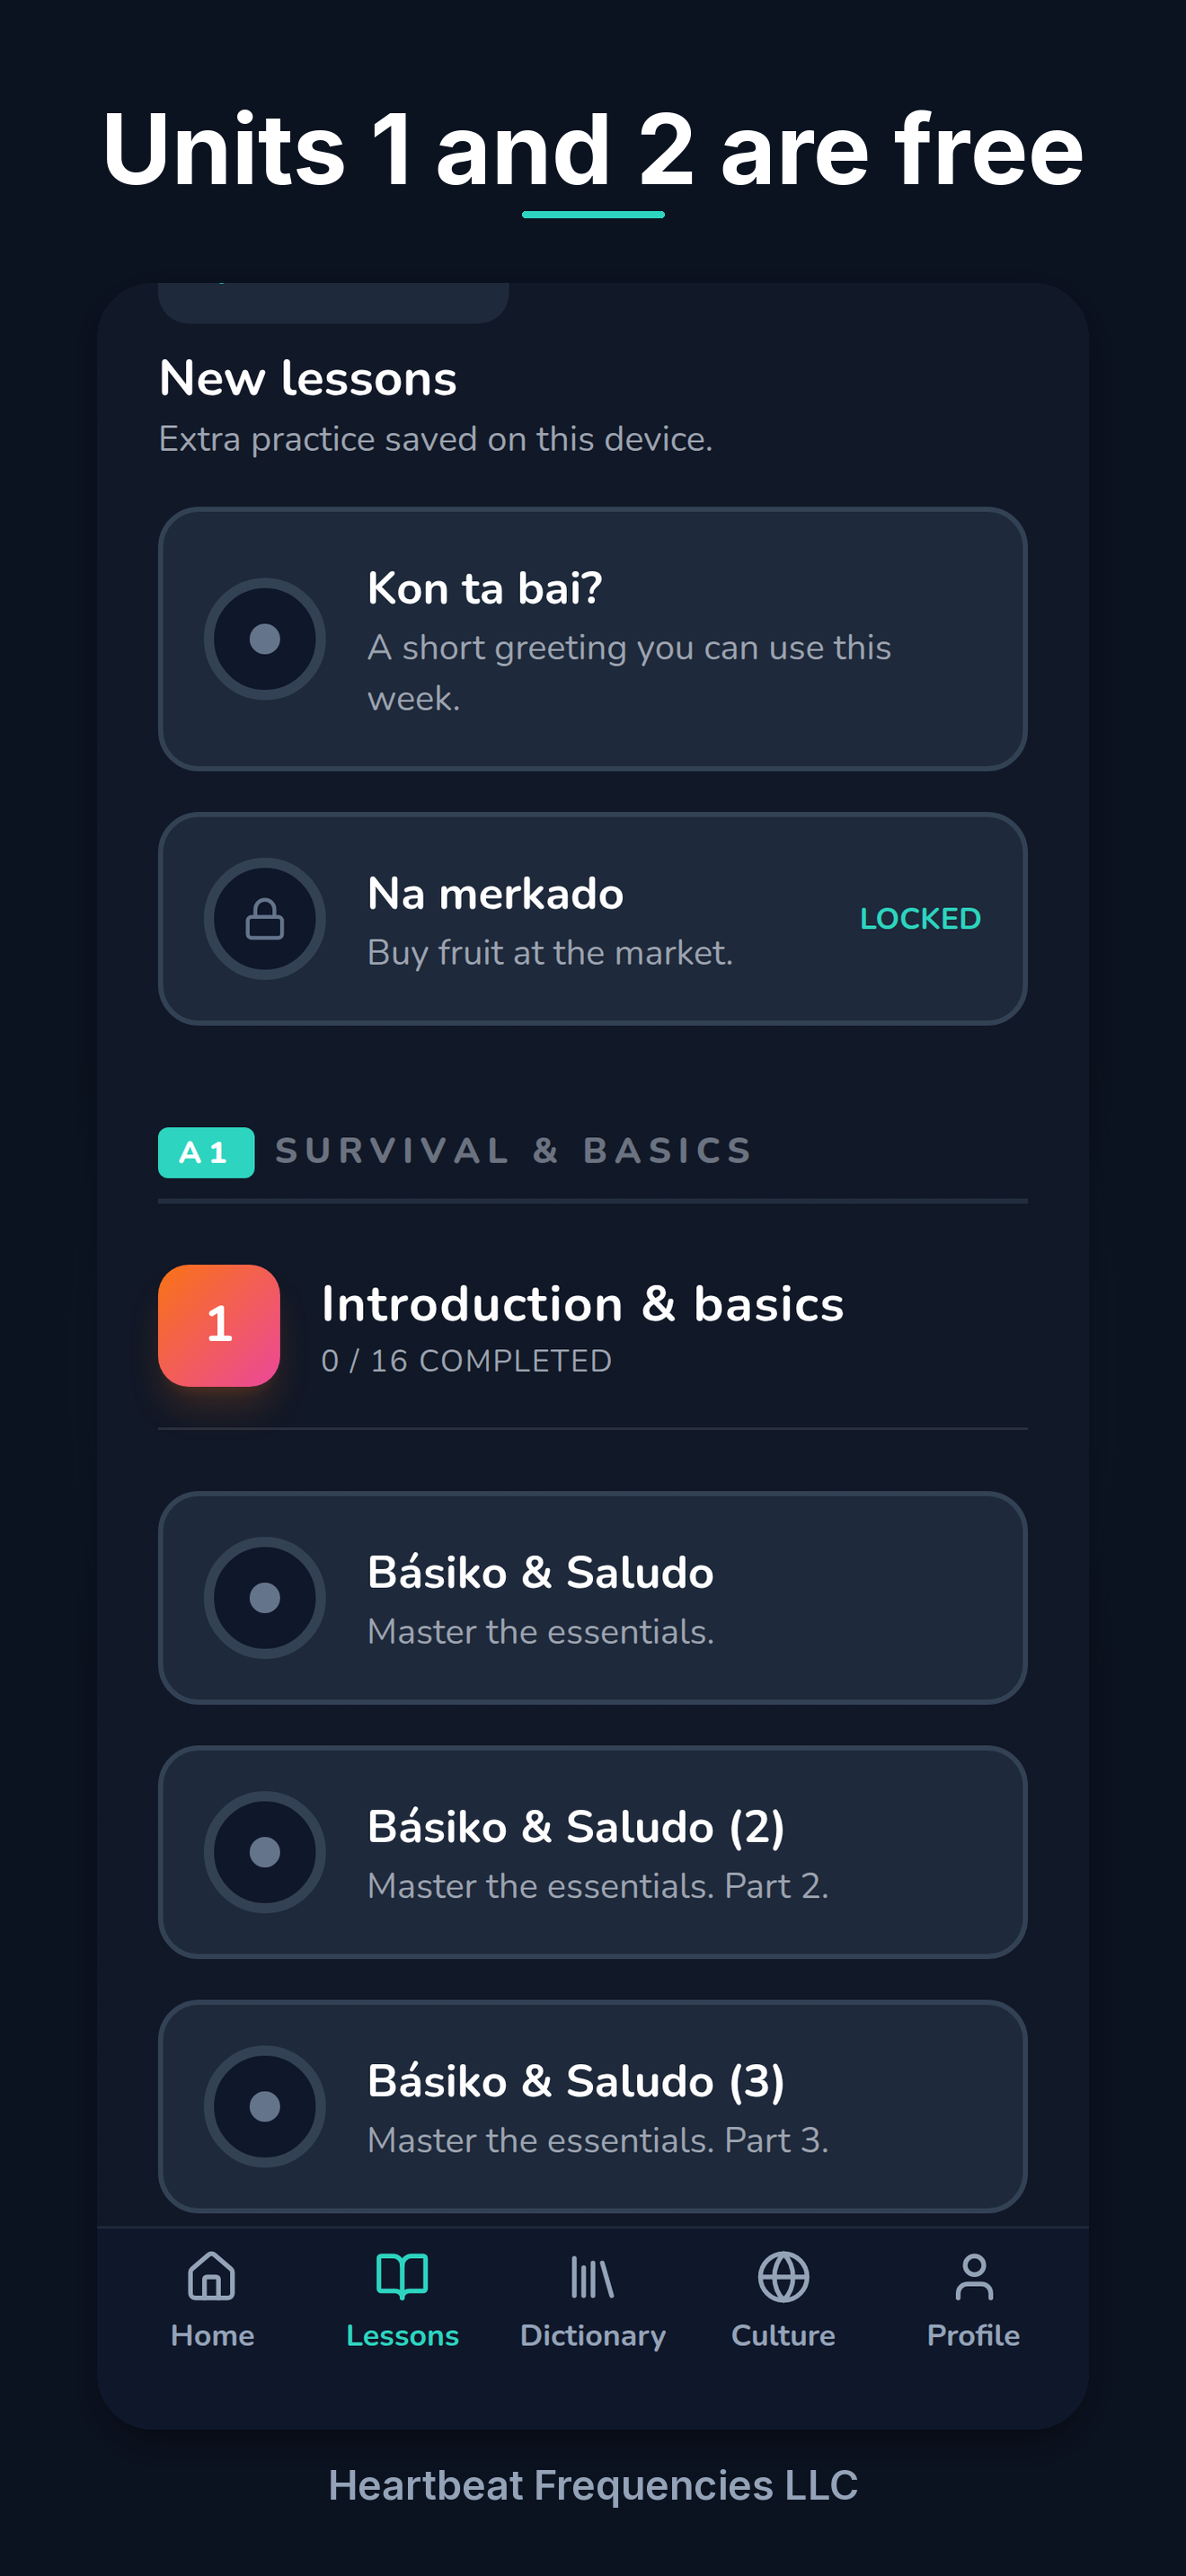 Units 1 and 2 are free
New lessons
Extra practice saved on this device.
Kon ta bai?
A short greeting you can use this
week.
Na merkado
Buy fruit at the market.
LOCKED
A1 SURVIVAL & BASICS
1
Introduction & basics
0 / 16 COMPLETED
Básiko & Saludo
Master the essentials.
Básiko & Saludo (2)
Master the essentials. Part 2.
Básiko & Saludo (3)
Master the essentials. Part 3.
Home Lessons Dictionary Culture Profile
Heartbeat Frequencies LLC